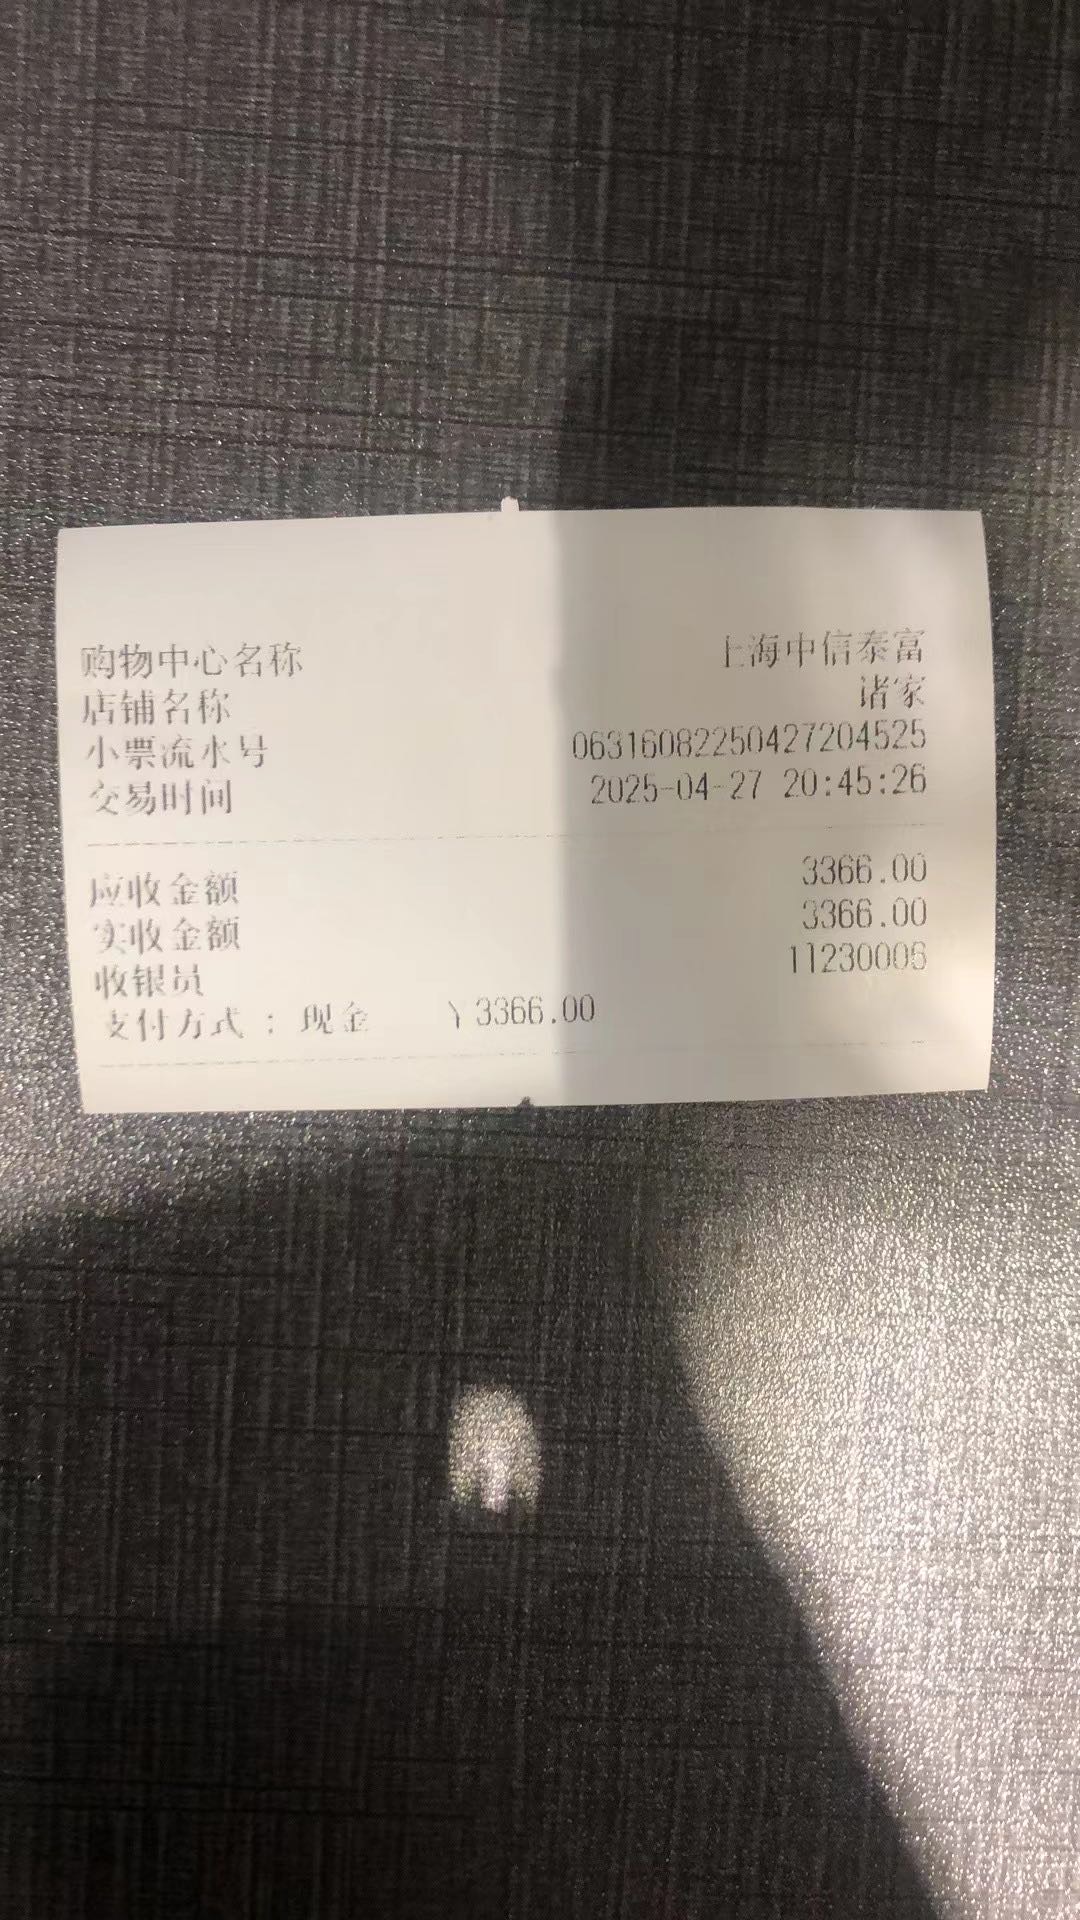 购物中心名称 上海中信泰富
店铺名称 诸家
小票流水号 06316082250427204525
交易时间 2025-04-27 20:45:26
应收金额 3366.00
实收金额 3366.00
收银员 11230006
支付方式 : 现金 ¥3366.00